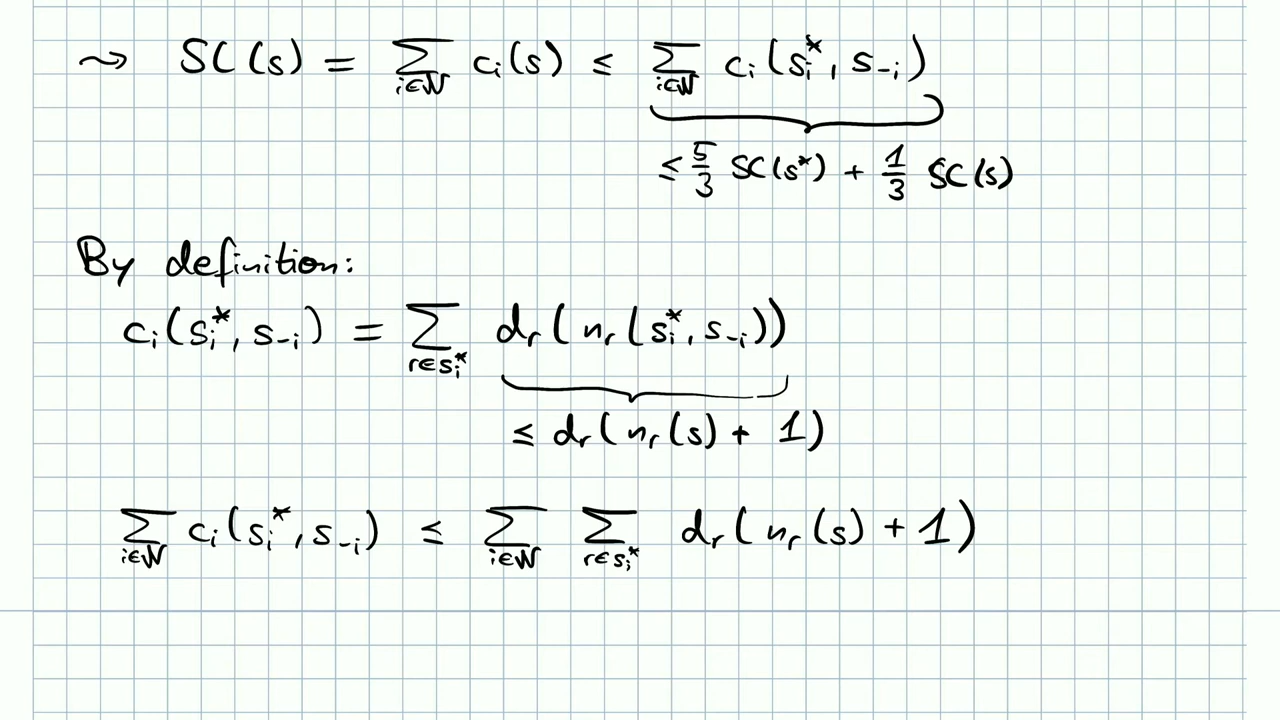 ⇝ SC(s) = ∑_{i∈N} c_i(s) ≤ ∑_{i∈N} c_i(s_i^*, s_{-i})
≤ 5/3 SC(s*) + 1/3 SC(s)
By definition:
c_i(s_i^*, s_{-i}) = ∑_{r∈s_i^*} d_r(n_r(s_i^*, s_{-i}))
≤ d_r(n_r(s) + 1)
∑_{i∈N} c_i(s_i^*, s_{-i}) ≤ ∑_{i∈N} ∑_{r∈s_i^*} d_r(n_r(s) + 1)